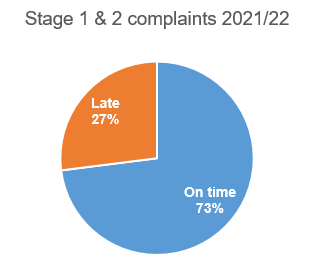 Stage 1 & 2 complaints 2021/22
Late
27%
On time
73%